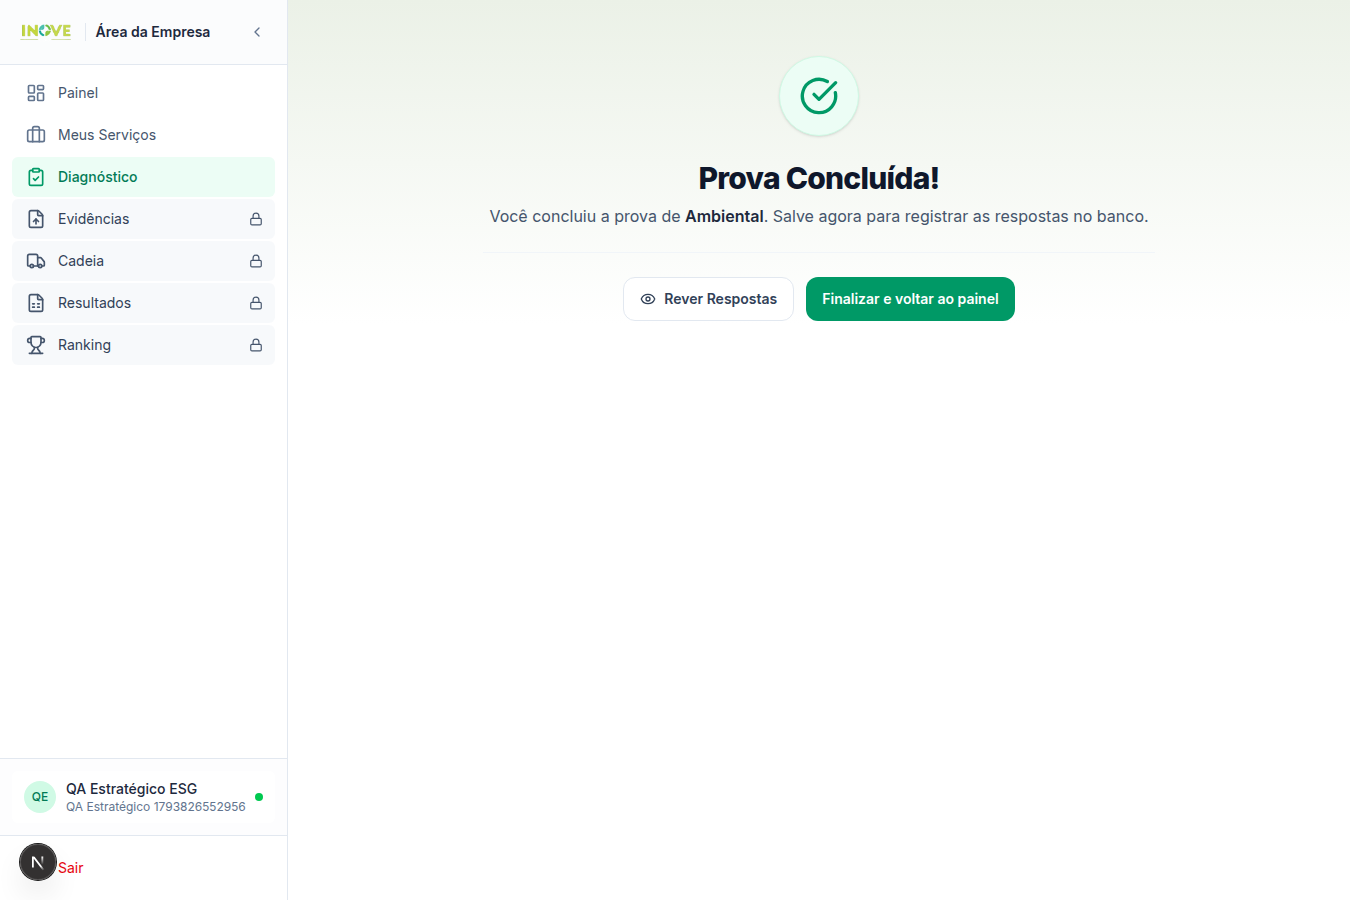 INOVE
Área da Empresa
Painel
Meus Serviços
Diagnóstico
Evidências
Cadeia
Resultados
Ranking
Prova Concluída!
Você concluiu a prova de Ambiental. Salve agora para registrar as respostas no banco.
Rever Respostas
Finalizar e voltar ao painel
QE
QA Estratégico ESG
QA Estratégico 1793826552956
N
Sair